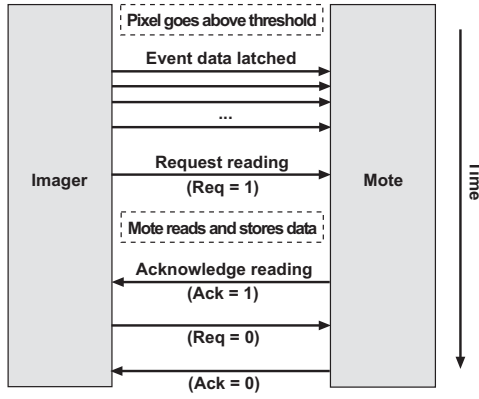 Pixel goes above threshold
Event data latched
...
Request reading
(Req = 1)
Imager
Mote
Time
Mote reads and stores data
Acknowledge reading
(Ack = 1)
(Req = 0)
(Ack = 0)